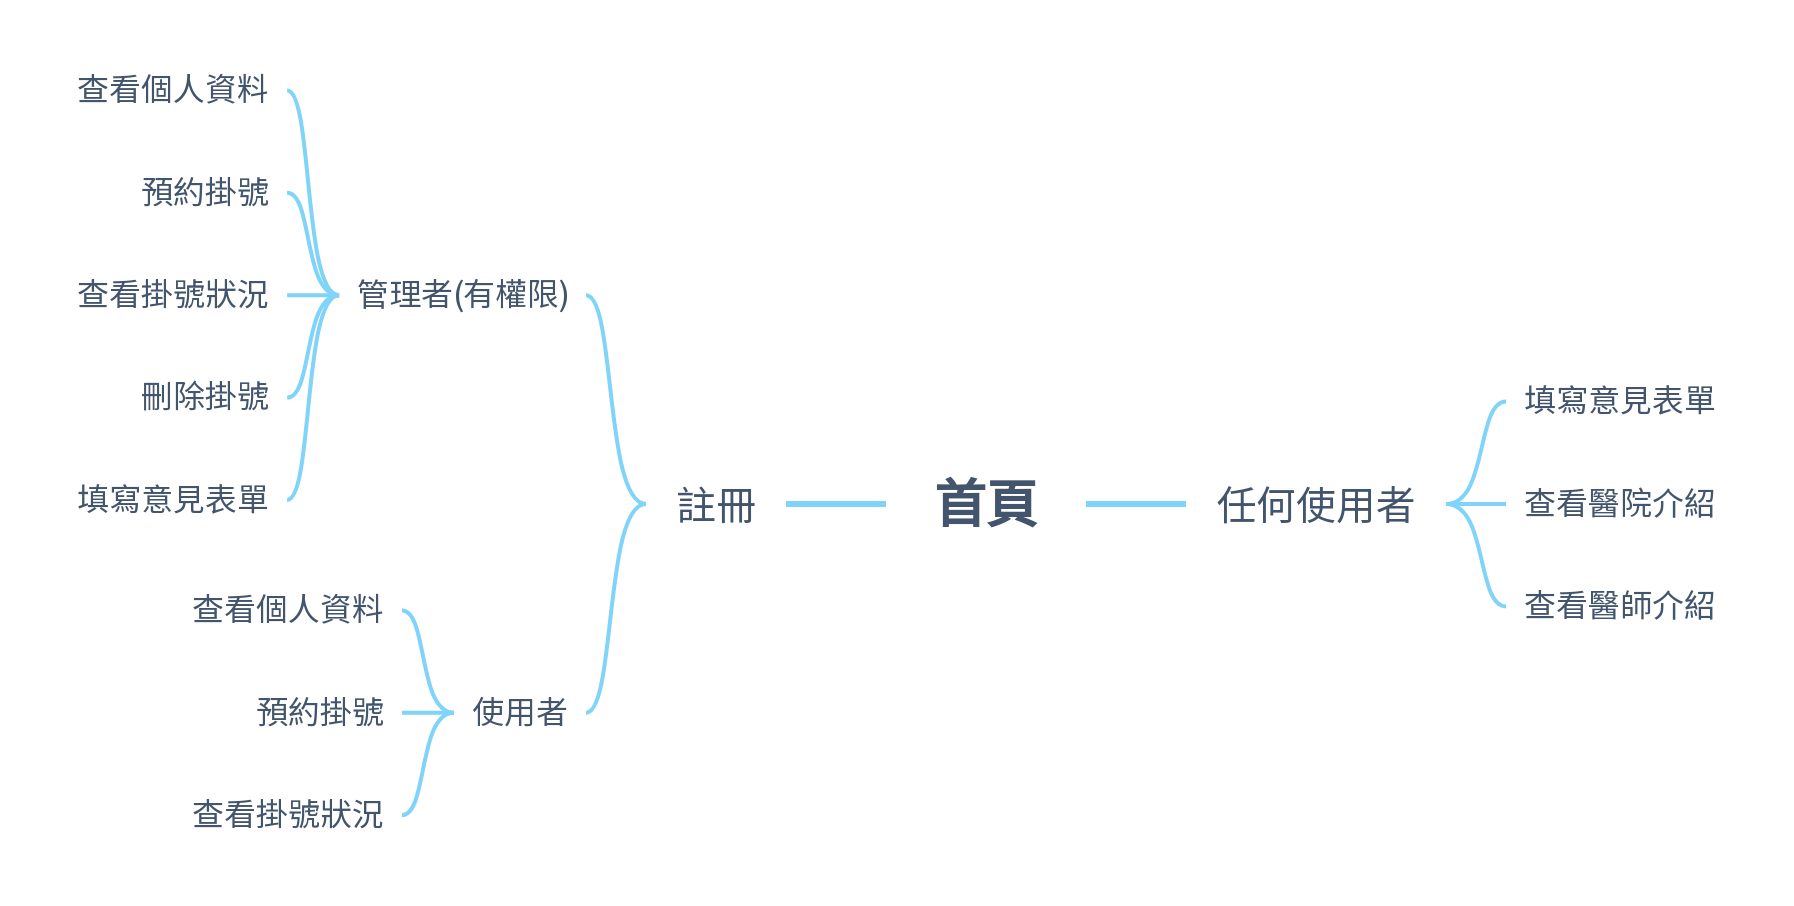 首頁
註冊
管理者(有權限)
查看個人資料
預約掛號
查看掛號狀況
刪除掛號
填寫意見表單
使用者
查看個人資料
預約掛號
查看掛號狀況
任何使用者
填寫意見表單
查看醫院介紹
查看醫師介紹